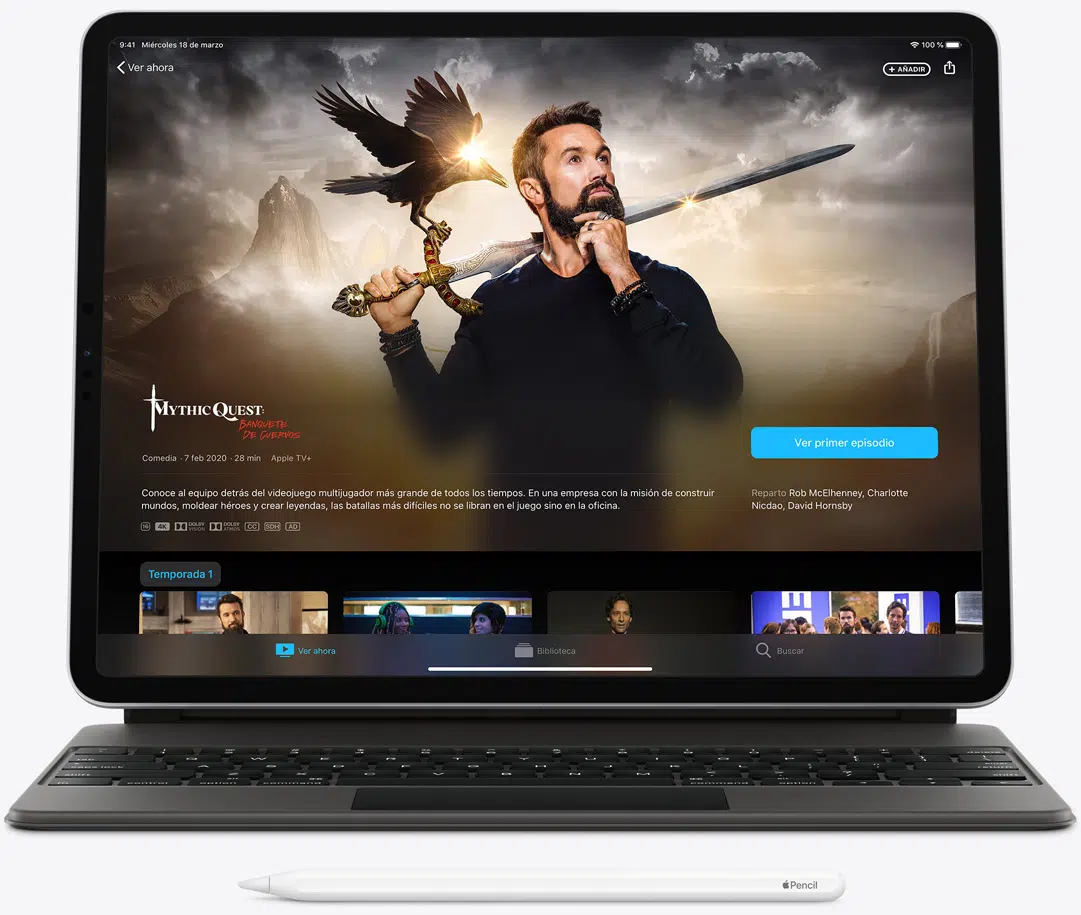 9:41 Miércoles 18 de marzo
100 %
Ver ahora
+ AÑADIR
MYTHIC QUEST:
BANQUETE
DE CUERVOS
Comedia · 7 feb 2020 · 28 min Apple TV+
Ver primer episodio
Conoce al equipo detrás del videojuego multijugador más grande de todos los tiempos. En una empresa con la misión de construir
mundos, moldear héroes y crear leyendas, las batallas más difíciles no se libran en el juego sino en la oficina.
Reparto Rob McElhenney, Charlotte
Nicdao, David Hornsby
16 4K DOLBY VISION DOLBY ATMOS CC SDH AD
Temporada 1
Ver ahora
Biblioteca
Buscar
Pencil